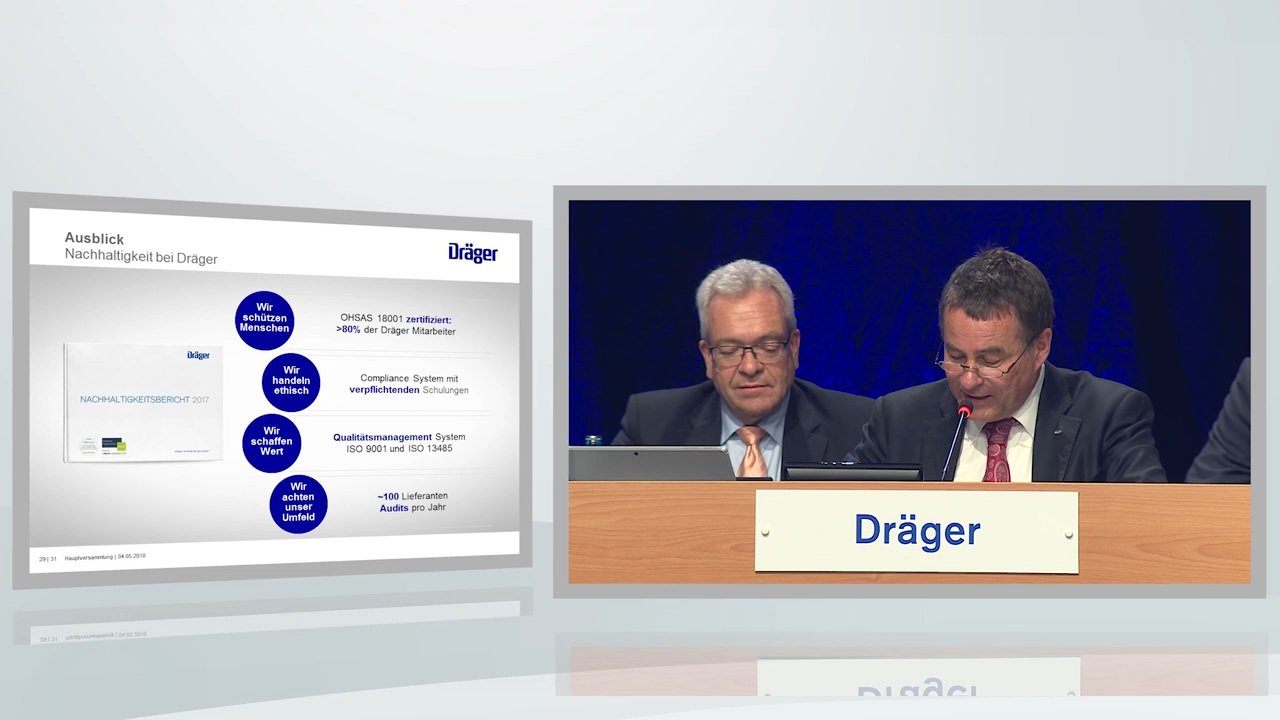 Ausblick
Nachhaltigkeit bei Dräger
Dräger
Dräger
NACHHALTIGKEITSBERICHT 2017
Wir
schützen
Menschen
OHSAS 18001 zertifiziert:
>80% der Dräger Mitarbeiter
Wir
handeln
ethisch
Compliance System mit
verpflichtenden Schulungen
Wir
schaffen
Wert
Qualitätsmanagement System
ISO 9001 und ISO 13485
Wir
achten
unser
Umfeld
~100 Lieferanten
Audits pro Jahr
29 | 31 Hauptversammlung | 04.05.2018
Dräger